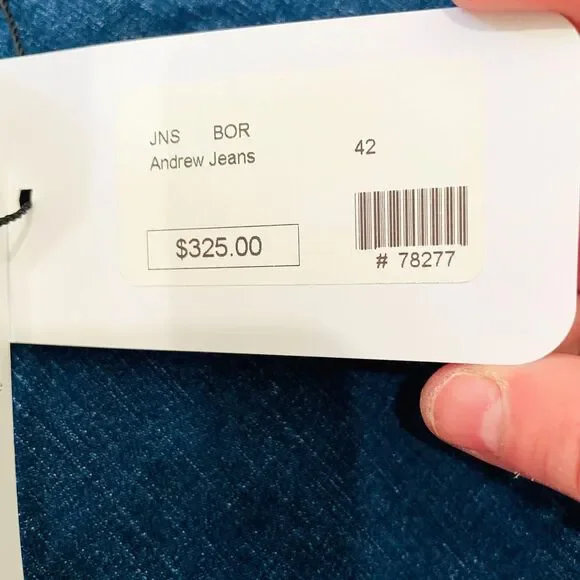 JNS BOR
Andrew Jeans
42
$325.00
# 78277